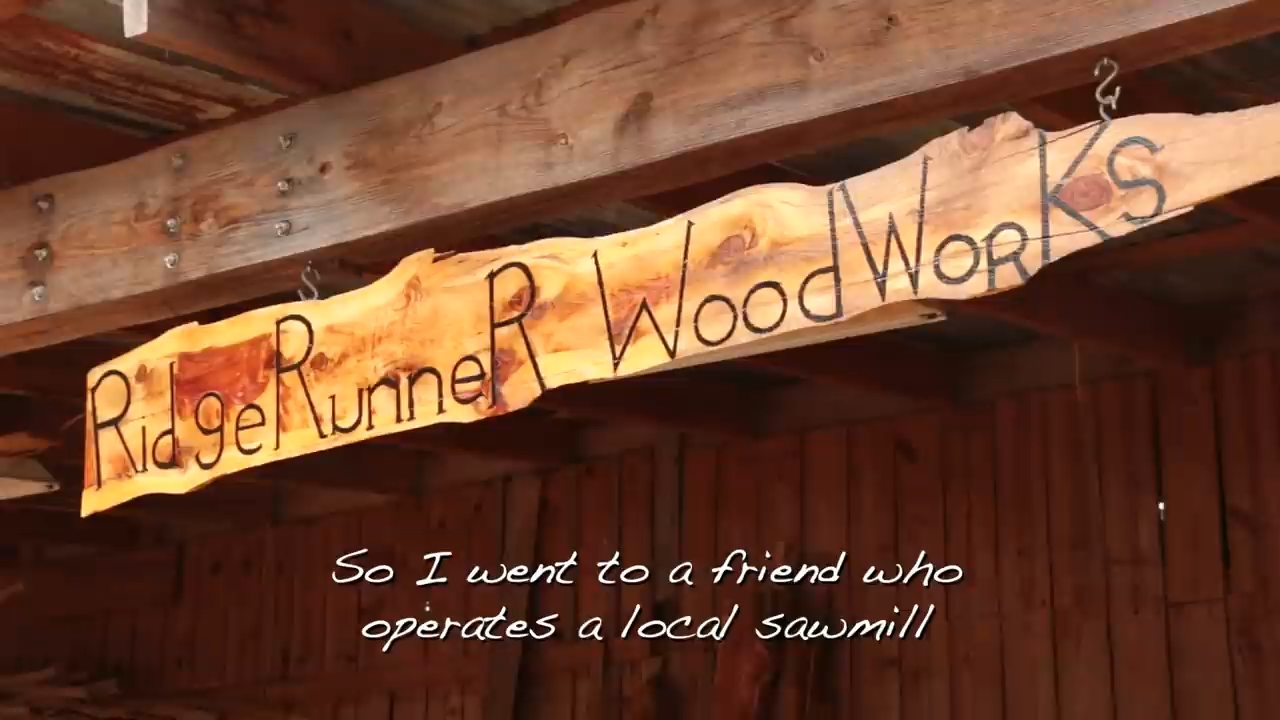 RidgeRunneR WoodWorKS
So I went to a friend who
operates a local sawmill